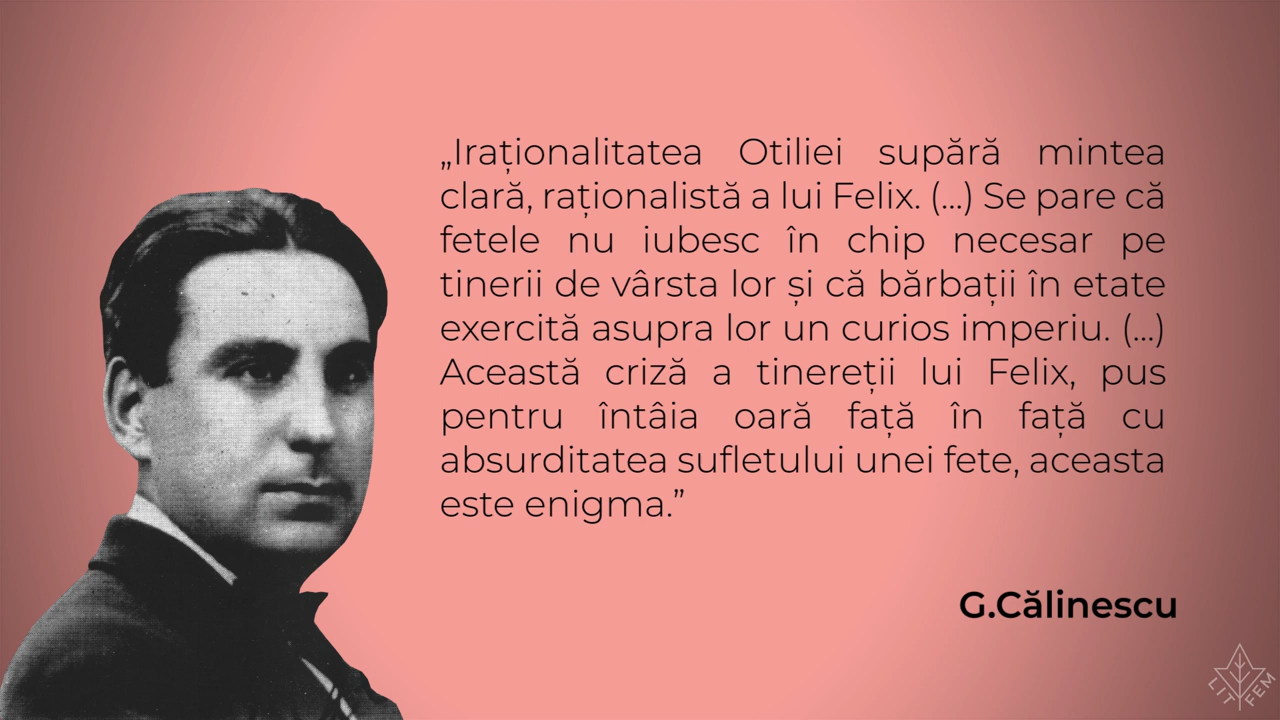 „Iraționalitatea Otiliei supără mintea
clară, raționalistă a lui Felix. (...) Se pare că
fetele nu iubesc în chip necesar pe
tinerii de vârsta lor și că bărbații în etate
exercită asupra lor un curios imperiu. (...)
Această criză a tinereții lui Felix, pus
pentru întâia oară față în față cu
absurditatea sufletului unei fete, aceasta
este enigma.”
G.Călinescu
LIT FEM